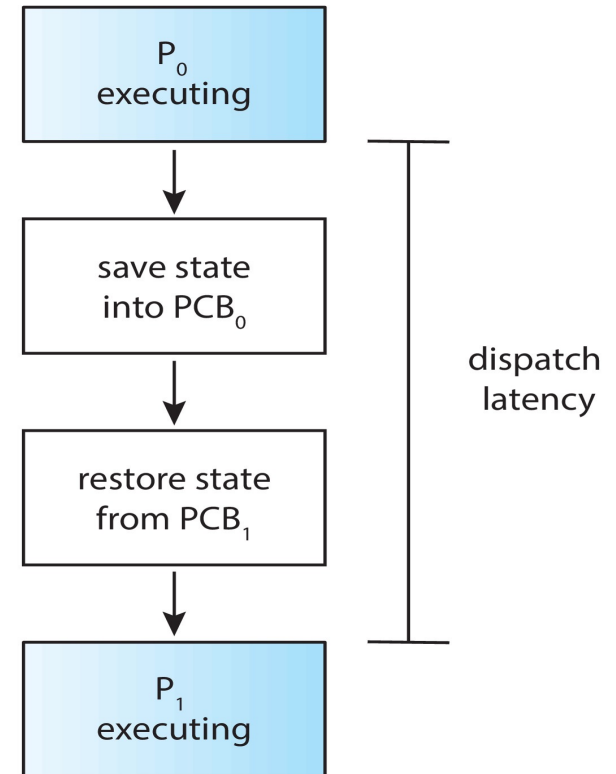 P₀
executing
save state
into PCB₀
restore state
from PCB₁
dispatch
latency
P₁
executing